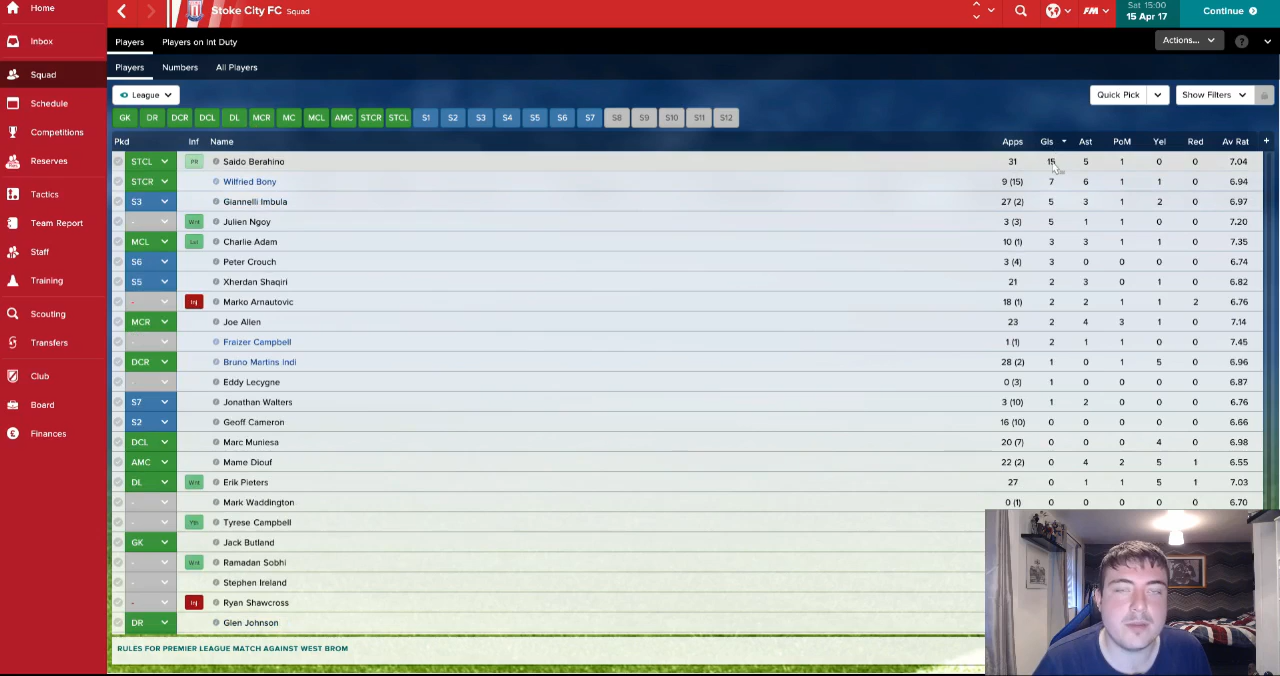 Home
Stoke City FC Squad
FM
Sat 15:00
15 Apr 17
Continue
Inbox
Squad
Schedule
Competitions
Reserves
Tactics
Team Report
Staff
Training
Scouting
Transfers
Club
Board
Finances
Players Players on Int Duty
Actions...
Players Numbers All Players
League
Quick Pick Show Filters
GK DR DCR DCL DL MCR MC MCL AMC STCR STCL S1 S2 S3 S4 S5 S6 S7 S8 S9 S10 S11 S12
Pkd Inf Name Apps Gls Ast PoM Yel Red Av Rat
STCL PR Saido Berahino 31 15 5 1 0 0 7.04
STCR Wilfried Bony 9 (15) 7 6 1 1 0 6.94
S3 Giannelli Imbula 27 (2) 5 3 1 2 0 6.97
- Wnt Julien Ngoy 3 (3) 5 1 1 0 0 7.20
MCL Charlie Adam 10 (1) 3 3 1 1 0 7.35
S6 Peter Crouch 3 (4) 3 0 0 0 0 6.74
S5 Xherdan Shaqiri 21 2 3 0 1 0 6.82
- Inj Marko Arnautovic 18 (1) 2 2 1 1 2 6.76
MCR Joe Allen 23 2 4 3 1 0 7.14
- Fraizer Campbell 1 (1) 2 1 1 0 0 7.45
DCR Bruno Martins Indi 28 (2) 1 0 1 5 0 6.96
- Eddy Lecygne 0 (3) 1 0 0 0 0 6.87
S7 Jonathan Walters 3 (10) 1 2 0 0 0 6.76
S2 Geoff Cameron 16 (10) 0 0 0 0 0 6.66
DCL Marc Muniesa 20 (7) 0 0 0 4 0 6.98
AMC Mame Diouf 22 (2) 0 4 2 5 1 6.55
DL Wnt Erik Pieters 27 0 1 1 5 1 7.03
- Mark Waddington 0 (1) 0 0 0 0 0 6.70
- Yth Tyrese Campbell
GK Jack Butland
- Wnt Ramadan Sobhi
- Stephen Ireland
- Inj Ryan Shawcross
DR Glen Johnson
RULES FOR PREMIER LEAGUE MATCH AGAINST WEST BROM